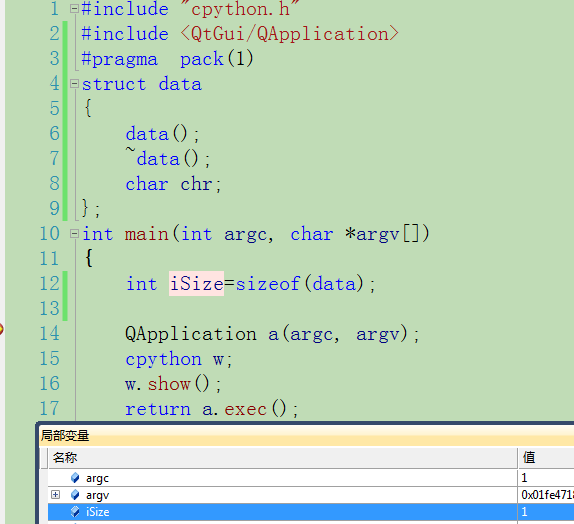 1 #include "cpython.h"
2 #include <QtGui/QApplication>
3 #pragma  pack(1)
4 struct data
5 {
6     data();
7     ~data();
8     char chr;
9 };
10 int main(int argc, char *argv[])
11 {
12     int iSize=sizeof(data);
13
14     QApplication a(argc, argv);
15     cpython w;
16     w.show();
17     return a.exec();
局部变量
名称 值
argc 1
argv 0x01fe4718
iSize 1